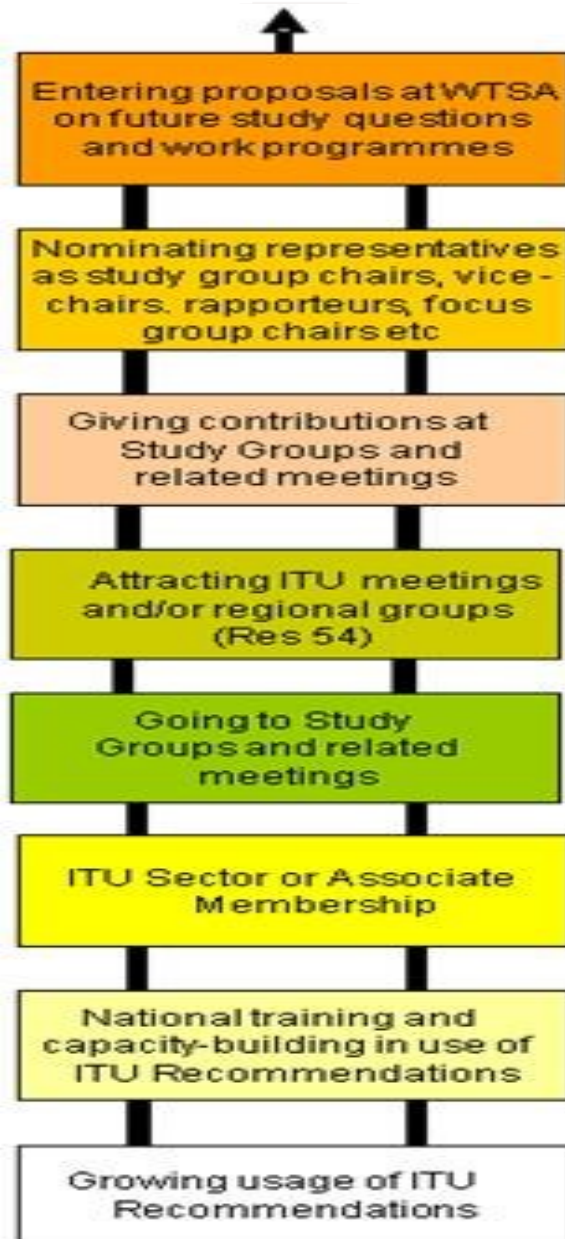 Entering proposals at WTSA
on future study questions
and work programmes
Nominating representatives
as study group chairs, vice-
chairs. rapporteurs, focus
group chairs etc
Giving contributions at
Study Groups and
related meetings
Attracting ITU meetings
and/or regional groups
(Res 54)
Going to Study
Groups and related
meetings
ITU Sector or Associate
Membership
National training and
capacity-building in use of
ITU Recommendations
Growing usage of ITU
Recommendations